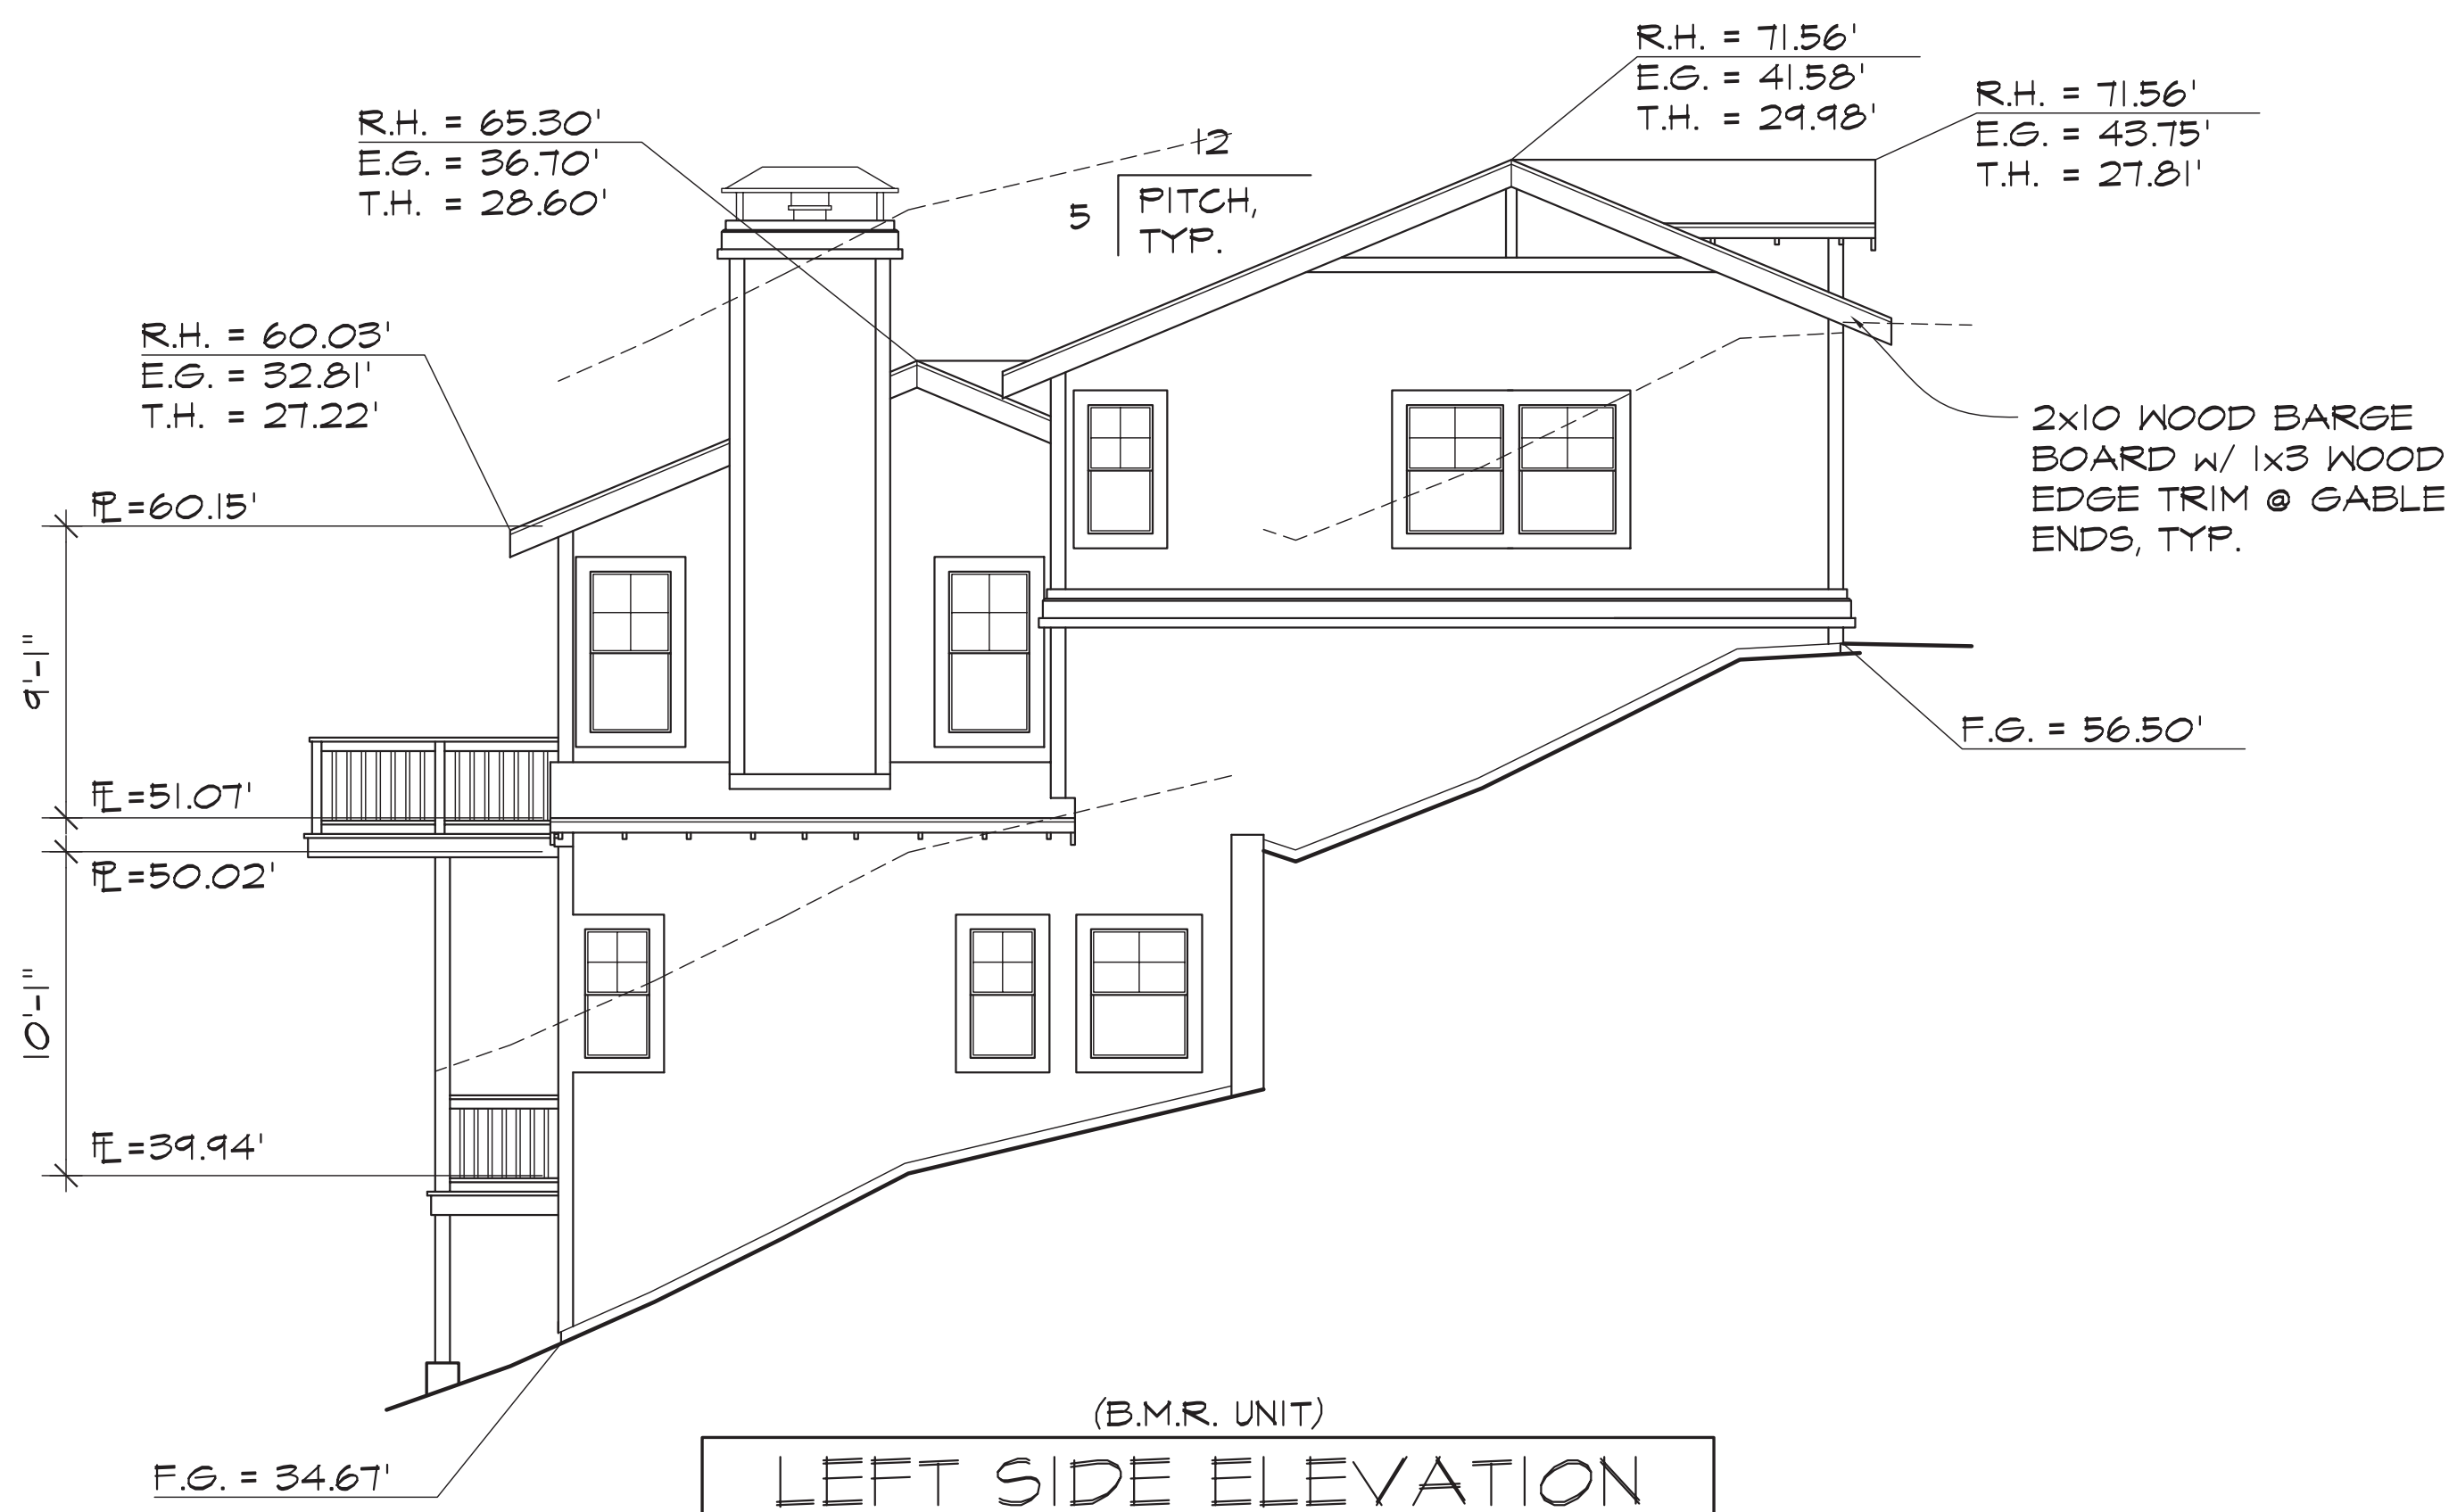 R.H. = 71.56'
E.G. = 41.58'
T.H. = 29.98'
R.H. = 71.56'
E.G. = 43.75'
T.H. = 27.81'
R.H. = 65.30'
E.G. = 36.70'
T.H. = 28.60'
12
5
PITCH,
TYP.
R.H. = 60.03'
E.G. = 32.81'
T.H. = 27.22'
2x10 WOOD BARGE
BOARD w/ 1x3 WOOD
EDGE TRIM @ GABLE
ENDS, TYP.
PL=60.15'
9'-1"
F.G. = 56.50'
FL=51.07'
PL=50.02'
10'-1"
FL=39.94'
F.G. = 34.67'
(B.M.R. UNIT)
LEFT SIDE ELEVATION